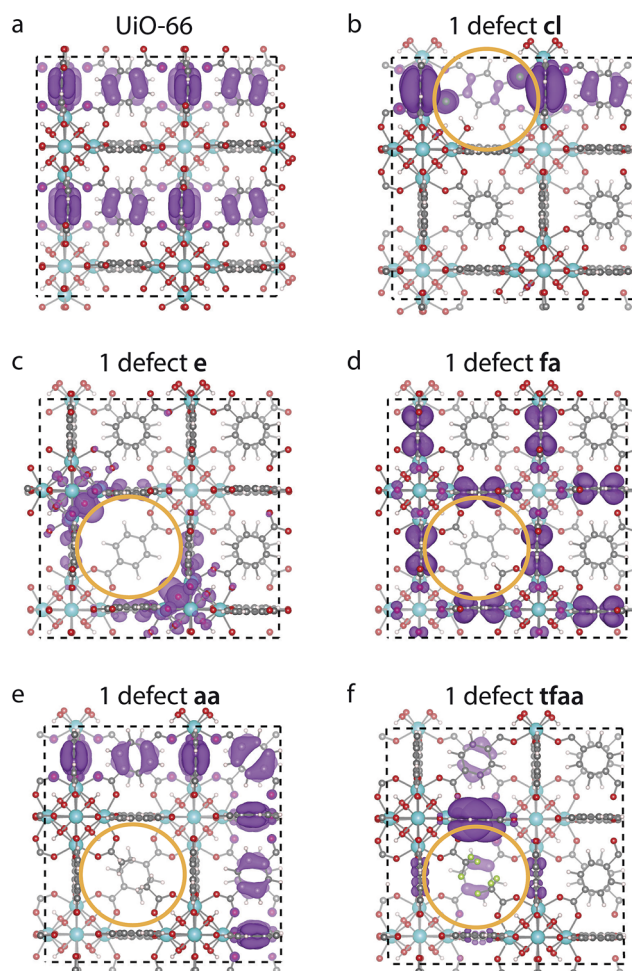 a UiO-66
b 1 defect cl
c 1 defect e
d 1 defect fa
e 1 defect aa
f 1 defect tfaa